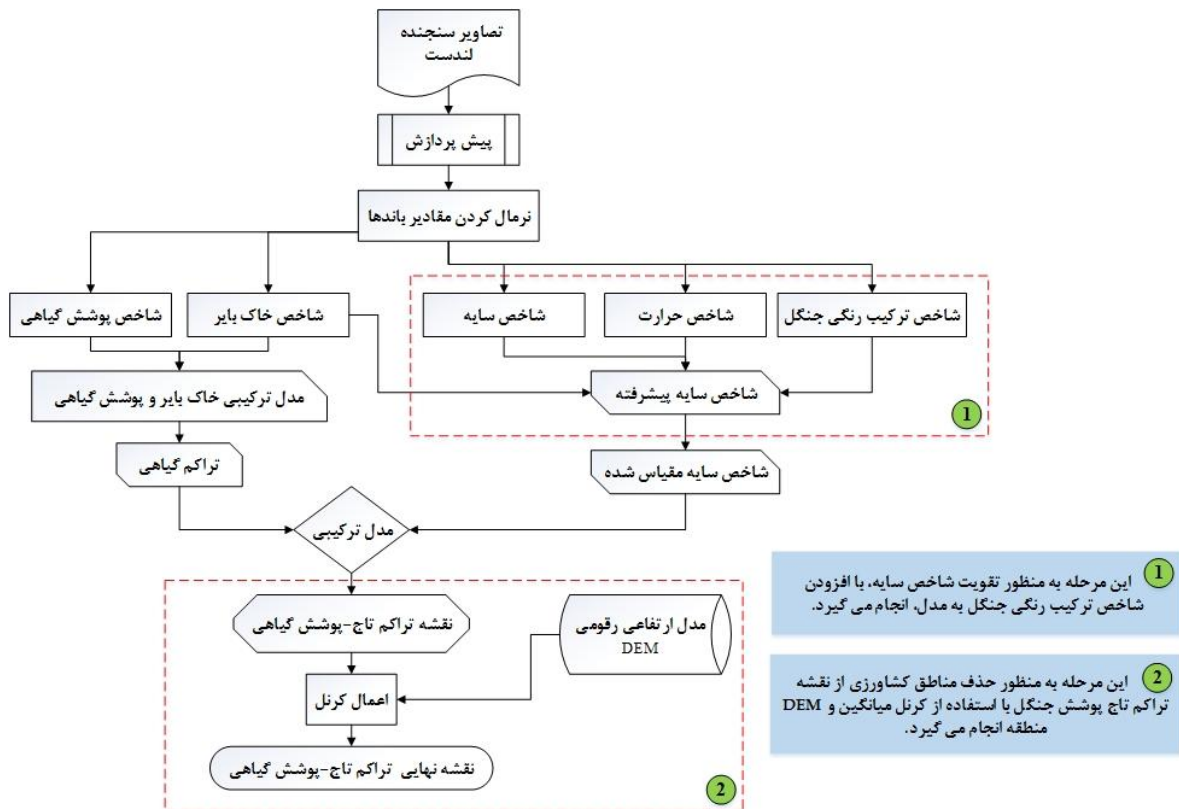 تصاویر سنجنده
لندست
پیش پردازش
نرمال کردن مقادیر باندها
شاخص ترکیب رنگی جنگل
شاخص حرارت
شاخص سایه
شاخص خاک بایر
شاخص پوشش گیاهی
شاخص سایه پیشرفته
مدل ترکیبی خاک بایر و پوشش گیاهی
1
شاخص سایه مقیاس شده
تراکم گیاهی
مدل ترکیبی
1 این مرحله به منظور تقویت شاخص سایه، با افزودن
شاخص ترکیب رنگی جنگل به مدل، انجام می گیرد.
مدل ارتفاعی رقومی
DEM
نقشه تراکم تاج-پوشش گیاهی
اعمال کرنل
2 این مرحله به منظور حذف مناطق کشاورزی از نقشه
تراکم تاج پوشش جنگل با استفاده از کرنل میانگین و DEM
منطقه انجام می گیرد.
نقشه نهایی تراکم تاج-پوشش گیاهی
2